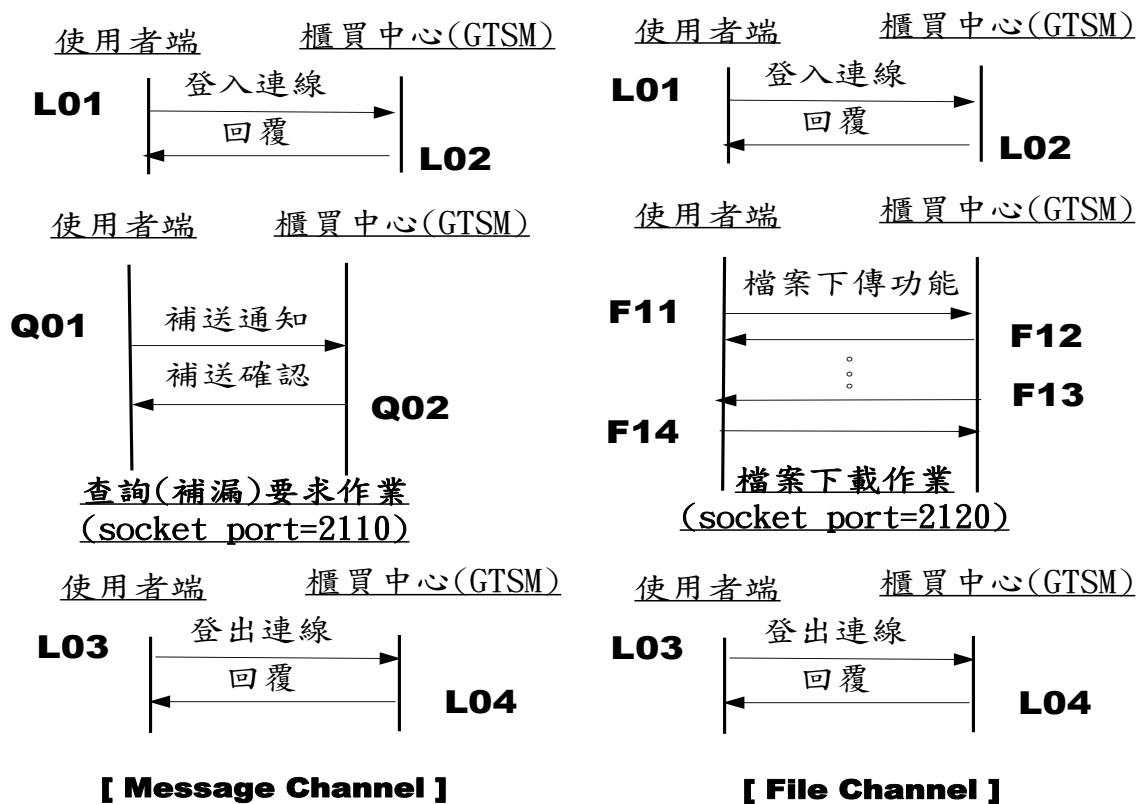 使用者端 櫃買中心(GTSM)
登入連線
L01
回覆
L02
使用者端 櫃買中心(GTSM)
Q01
補送通知
補送確認
Q02
查詢(補漏)要求作業
(socket port=2110)
使用者端 櫃買中心(GTSM)
L03
登出連線
回覆
L04
[ Message Channel ]
使用者端 櫃買中心(GTSM)
登入連線
L01
回覆
L02
使用者端 櫃買中心(GTSM)
檔案下傳功能
F11
F12
F13
F14
檔案下載作業
(socket port=2120)
使用者端 櫃買中心(GTSM)
L03
登出連線
回覆
L04
[ File Channel ]